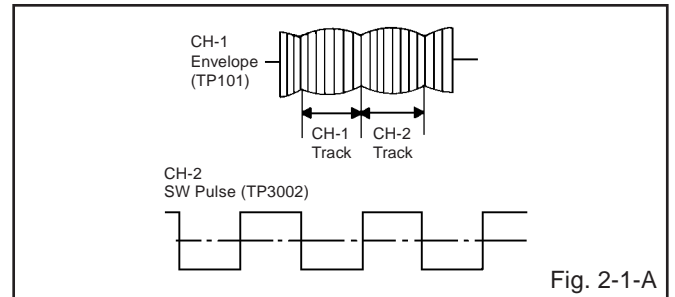 CH-1
Envelope
(TP101)
CH-1
Track
CH-2
Track
CH-2
SW Pulse (TP3002)
Fig. 2-1-A